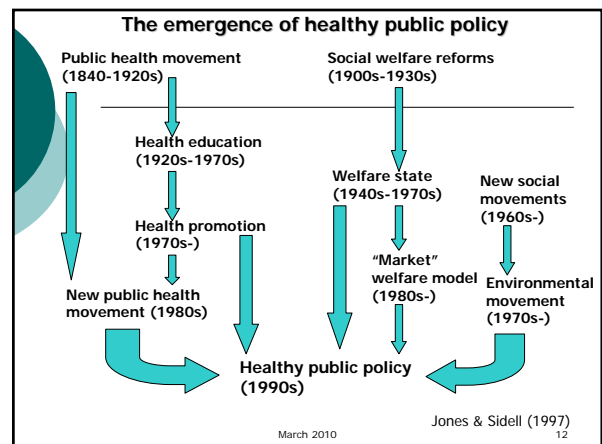 The emergence of healthy public policy
Public health movement
(1840-1920s)
Social welfare reforms
(1900s-1930s)
Health education
(1920s-1970s)
Welfare state
(1940s-1970s)
New social
movements
(1960s-)
Health promotion
(1970s-)
“Market”
welfare model
(1980s-)
Environmental
movement
(1970s-)
New public health
movement (1980s)
Healthy public policy
(1990s)
Jones & Sidell (1997)
March 2010
12